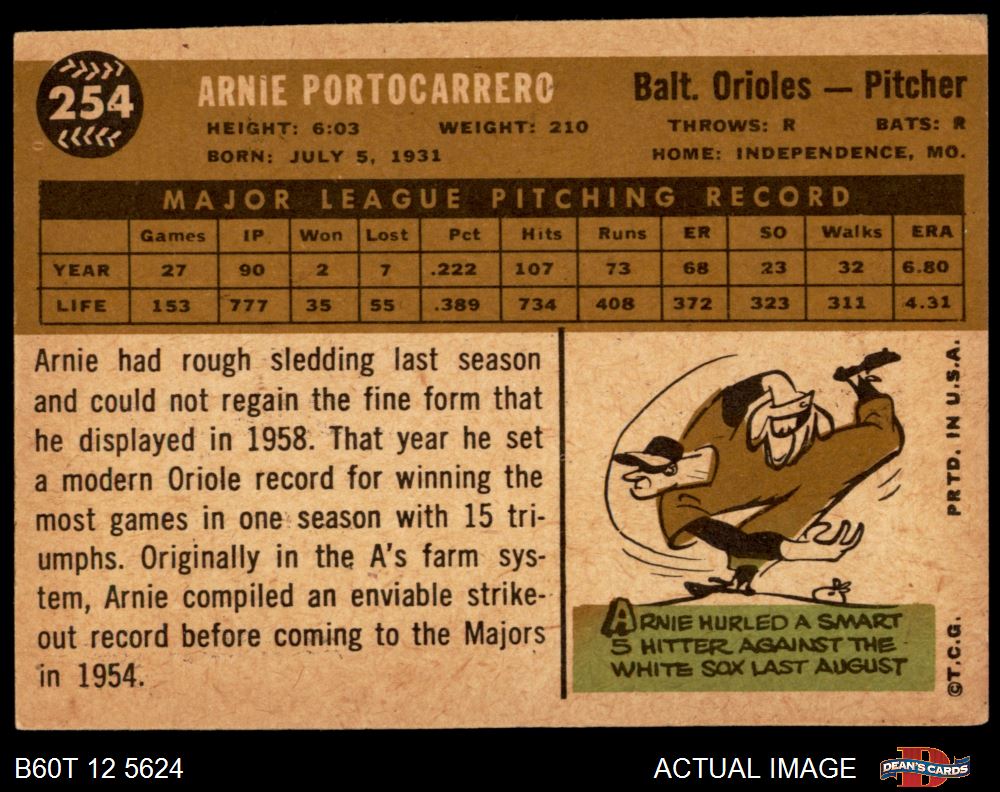 254
ARNIE PORTOCARRERO
Balt. Orioles — Pitcher
HEIGHT: 6:03 WEIGHT: 210 THROWS: R BATS: R
BORN: JULY 5, 1931 HOME: INDEPENDENCE, MO.
MAJOR LEAGUE PITCHING RECORD
Games IP Won Lost Pct Hits Runs ER SO Walks ERA
YEAR 27 90 2 7 .222 107 73 68 23 32 6.80
LIFE 153 777 35 55 .389 734 408 372 323 311 4.31
Arnie had rough sledding last season
and could not regain the fine form that
he displayed in 1958. That year he set
a modern Oriole record for winning the
most games in one season with 15 tri-
umphs. Originally in the A's farm sys-
tem, Arnie compiled an enviable strike-
out record before coming to the Majors
in 1954.
ARNIE HURLED A SMART
5 HITTER AGAINST THE
WHITE SOX LAST AUGUST
©T.C.G. PRTD. IN U.S.A.
B60T 12 5624
ACTUAL IMAGE
D
DEAN'S CARDS